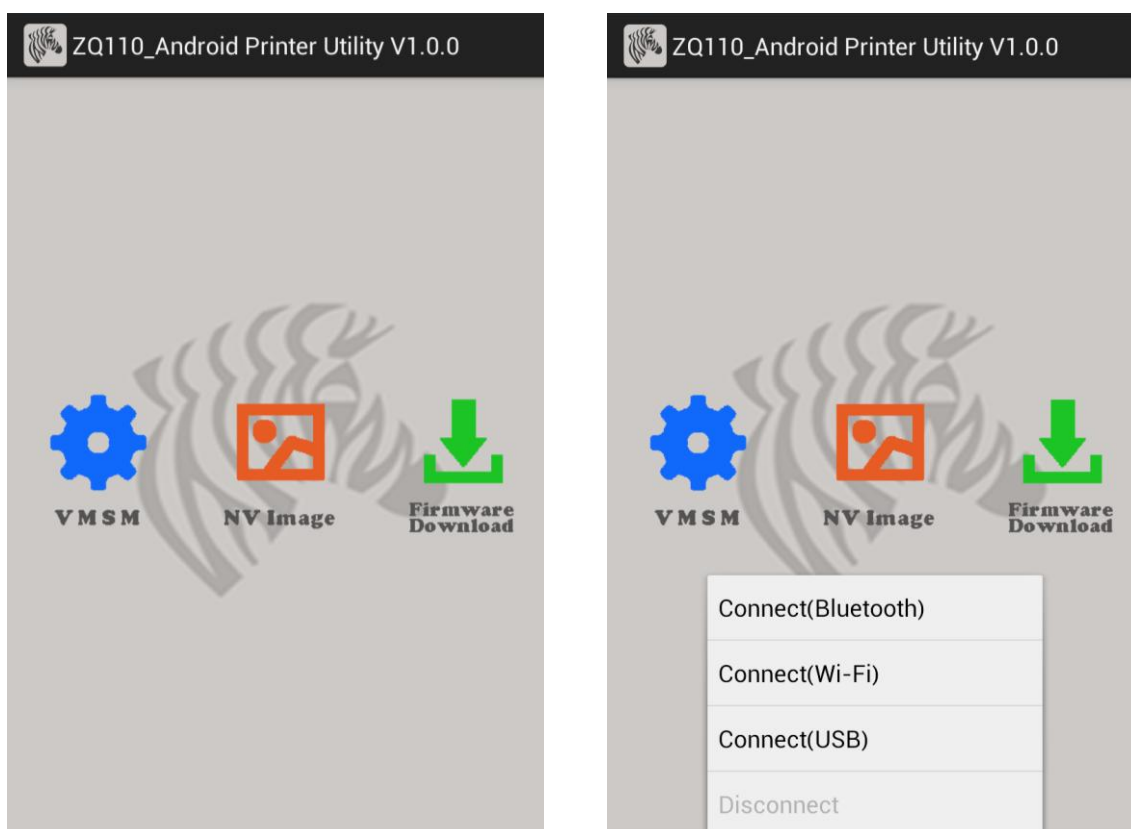 ZQ110_Android Printer Utility V1.0.0
VMSM
NV Image
Firmware
Download
ZQ110_Android Printer Utility V1.0.0
VMSM
NV Image
Firmware
Download
Connect(Bluetooth)
Connect(Wi-Fi)
Connect(USB)
Disconnect